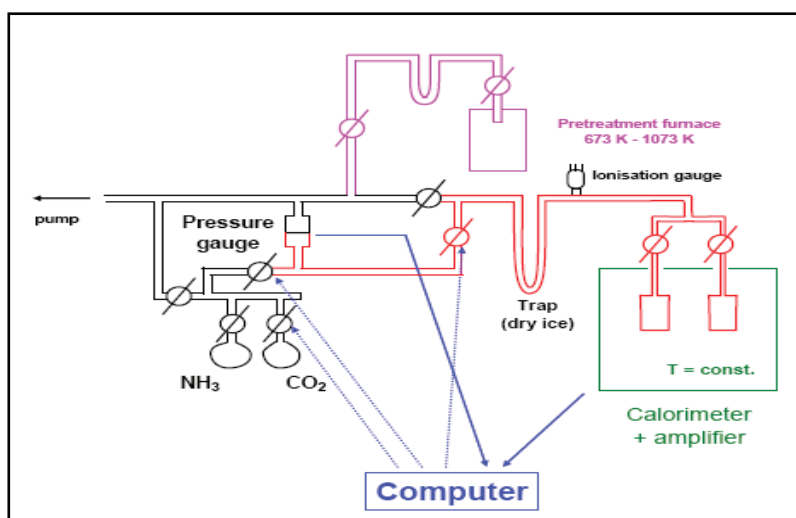 Pretreatment furnace
673 K - 1073 K
Ionisation gauge
pump
Pressure
gauge
Trap
(dry ice)
NH₃
CO₂
T = const.
Calorimeter
+ amplifier
Computer